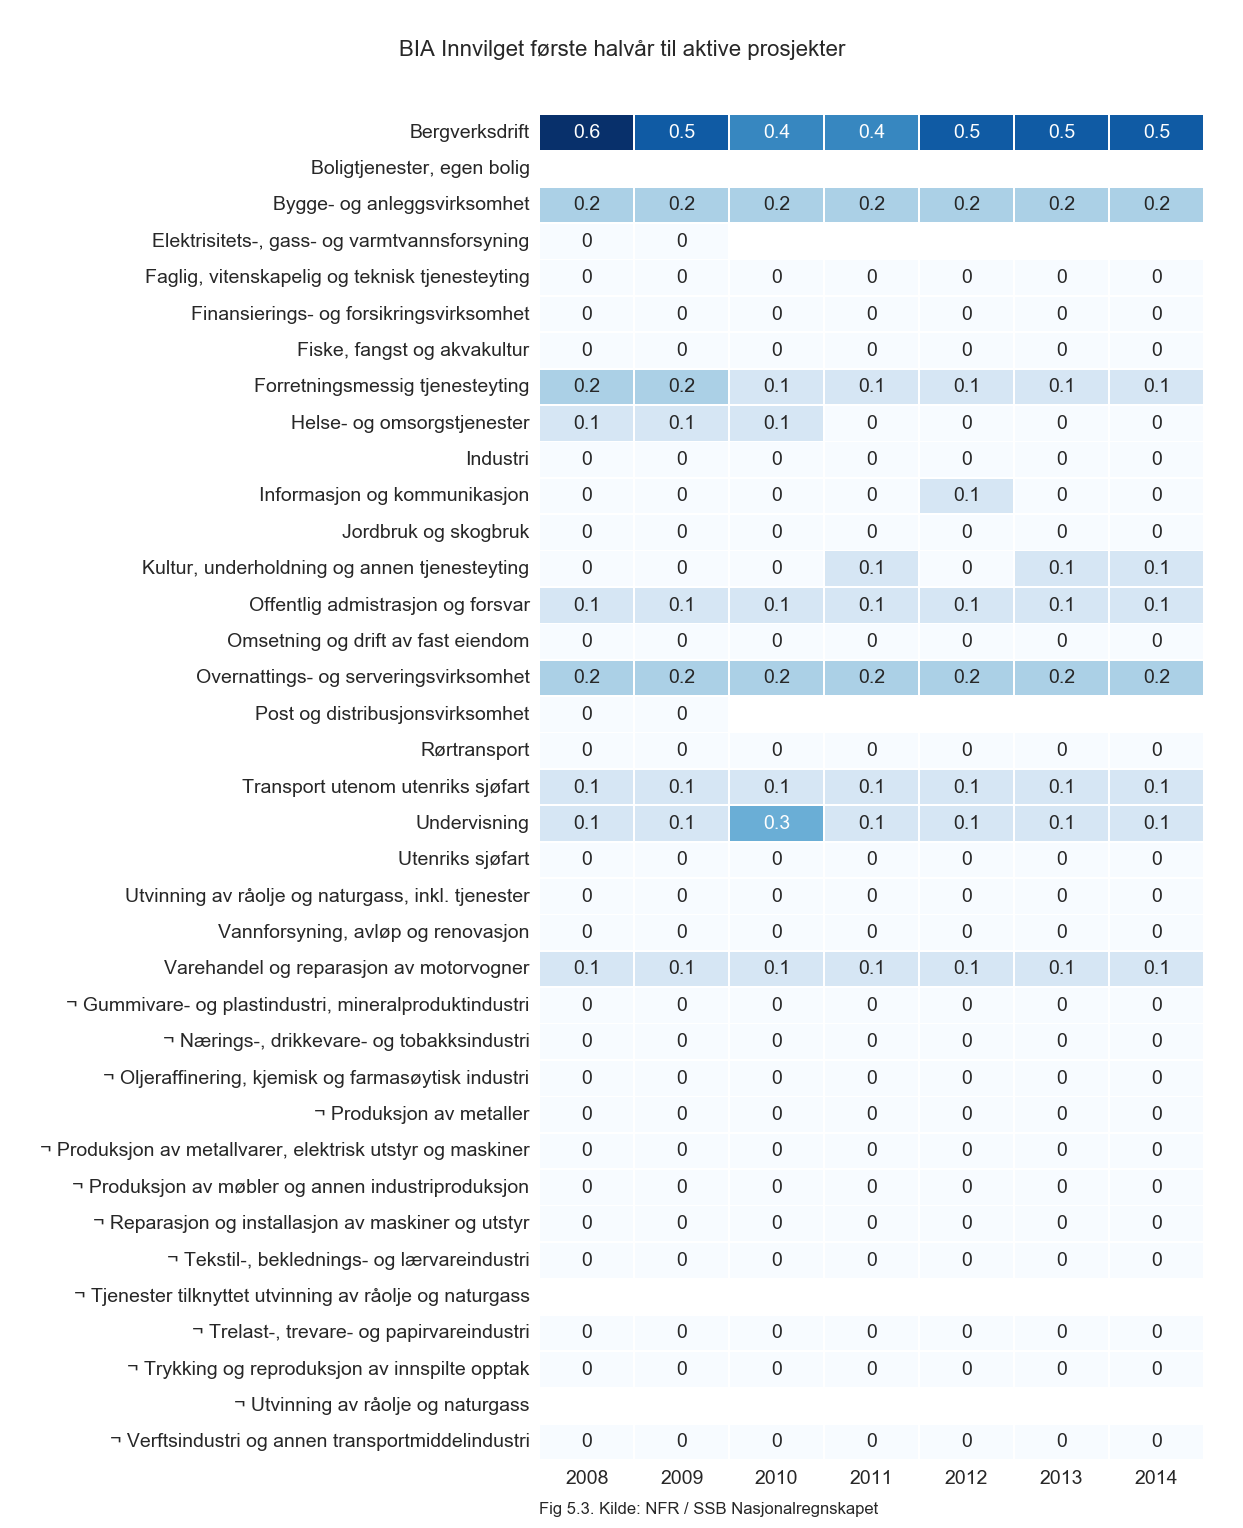 BIA Innvilget første halvår til aktive prosjekter
Bergverksdrift 0.6 0.5 0.4 0.4 0.5 0.5 0.5
Boligtjenester, egen bolig
Bygge- og anleggsvirksomhet 0.2 0.2 0.2 0.2 0.2 0.2 0.2
Elektrisitets-, gass- og varmtvannsforsyning 0 0
Faglig, vitenskapelig og teknisk tjenesteyting 0 0 0 0 0 0 0
Finansierings- og forsikringsvirksomhet 0 0 0 0 0 0 0
Fiske, fangst og akvakultur 0 0 0 0 0 0 0
Forretningsmessig tjenesteyting 0.2 0.2 0.1 0.1 0.1 0.1 0.1
Helse- og omsorgstjenester 0.1 0.1 0.1 0 0 0 0
Industri 0 0 0 0 0 0 0
Informasjon og kommunikasjon 0 0 0 0 0.1 0 0
Jordbruk og skogbruk 0 0 0 0 0 0 0
Kultur, underholdning og annen tjenesteyting 0 0 0 0.1 0 0.1 0.1
Offentlig admistrasjon og forsvar 0.1 0.1 0.1 0.1 0.1 0.1 0.1
Omsetning og drift av fast eiendom 0 0 0 0 0 0 0
Overnattings- og serveringsvirksomhet 0.2 0.2 0.2 0.2 0.2 0.2 0.2
Post og distribusjonsvirksomhet 0 0
Rørtransport 0 0 0 0 0 0 0
Transport utenom utenriks sjøfart 0.1 0.1 0.1 0.1 0.1 0.1 0.1
Undervisning 0.1 0.1 0.3 0.1 0.1 0.1 0.1
Utenriks sjøfart 0 0 0 0 0 0 0
Utvinning av råolje og naturgass, inkl. tjenester 0 0 0 0 0 0 0
Vannforsyning, avløp og renovasjon 0 0 0 0 0 0 0
Varehandel og reparasjon av motorvogner 0.1 0.1 0.1 0.1 0.1 0.1 0.1
¬ Gummivare- og plastindustri, mineralproduktindustri 0 0 0 0 0 0 0
¬ Nærings-, drikkevare- og tobakksindustri 0 0 0 0 0 0 0
¬ Oljeraffinering, kjemisk og farmasøytisk industri 0 0 0 0 0 0 0
¬ Produksjon av metaller 0 0 0 0 0 0 0
¬ Produksjon av metallvarer, elektrisk utstyr og maskiner 0 0 0 0 0 0 0
¬ Produksjon av møbler og annen industriproduksjon 0 0 0 0 0 0 0
¬ Reparasjon og installasjon av maskiner og utstyr 0 0 0 0 0 0 0
¬ Tekstil-, beklednings- og lærvareindustri 0 0 0 0 0 0 0
¬ Tjenester tilknyttet utvinning av råolje og naturgass
¬ Trelast-, trevare- og papirvareindustri 0 0 0 0 0 0 0
¬ Trykking og reproduksjon av innspilte opptak 0 0 0 0 0 0 0
¬ Utvinning av råolje og naturgass
¬ Verftsindustri og annen transportmiddelindustri 0 0 0 0 0 0 0
2008 2009 2010 2011 2012 2013 2014
Fig 5.3. Kilde: NFR / SSB Nasjonalregnskapet